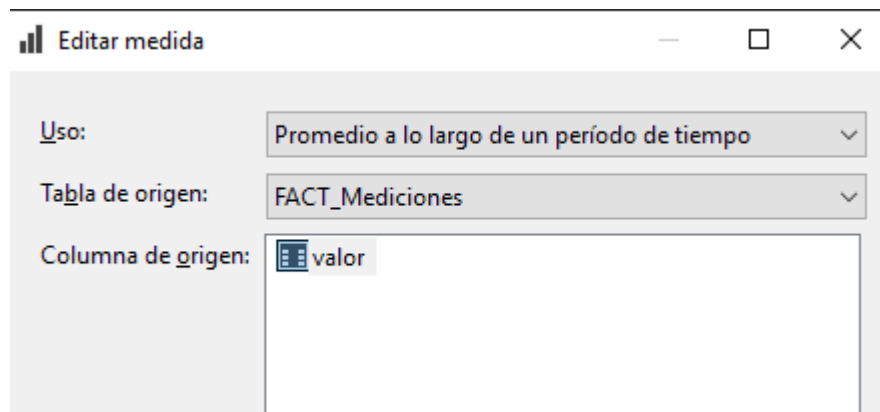 Editar medida
Uso: Promedio a lo largo de un período de tiempo
Tabla de origen: FACT_Mediciones
Columna de origen: valor